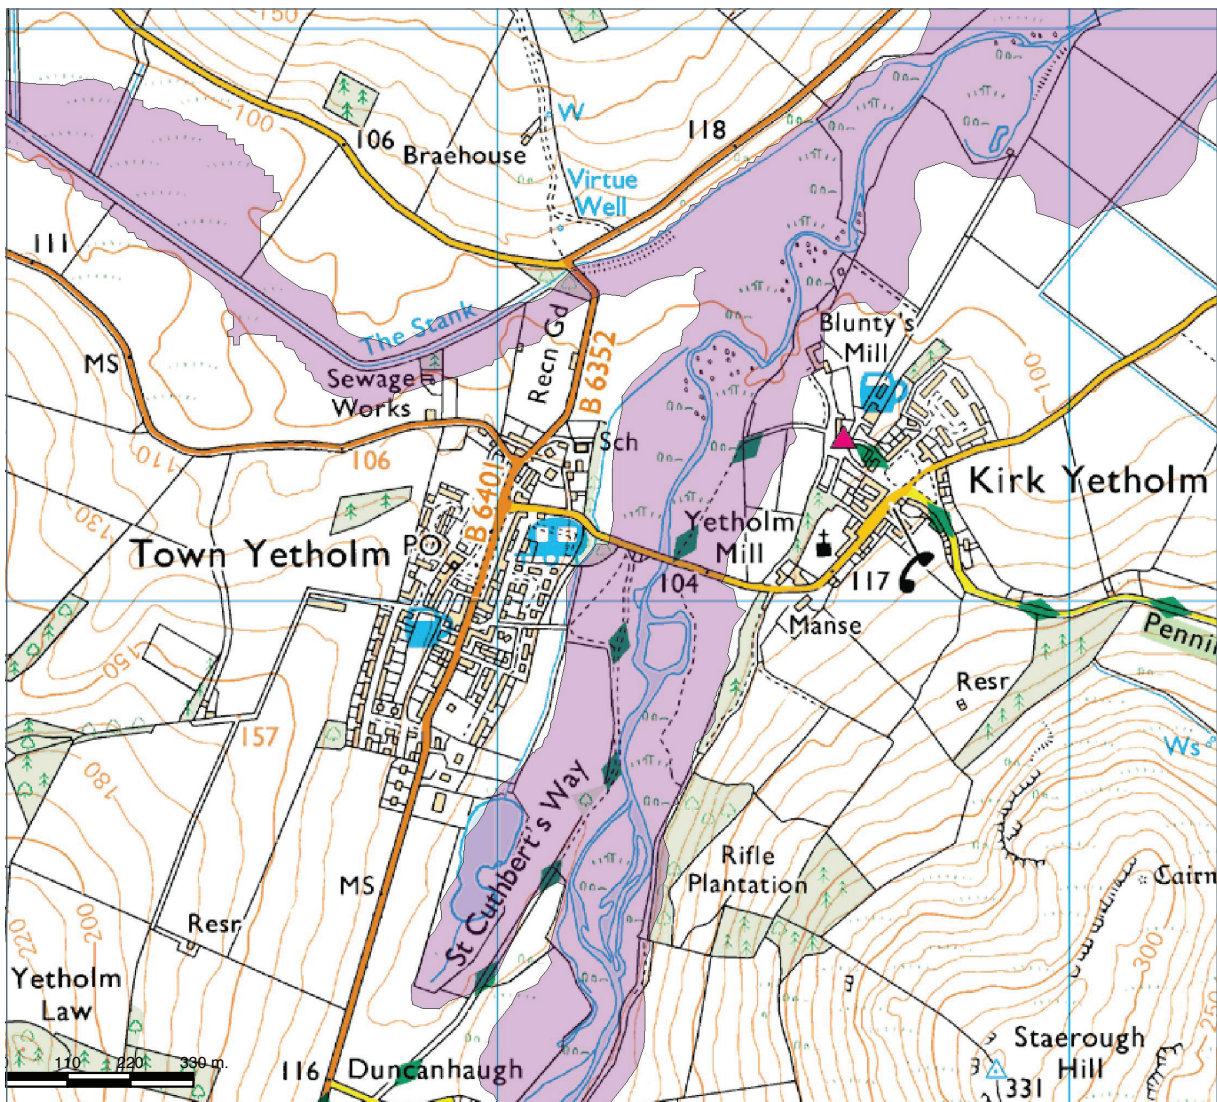 150
100
106
Braehouse
W
118
Virtue
Well
111
The Stank
MS
Sewage
Works
Recn Gd
B 6352
Blunty's
Mill
100
110
106
Sch
B 6401
Kirk Yetholm
130
Town Yetholm
PO
Yetholm
Mill
104
117
Manse
Penni
150
157
Resr
Ws
180
St Cuthbert's Way
Rifle
Plantation
MS
Cairn
200
220
Resr
300
Yetholm
Law
250
Staerough
Hill
331
110
220
330 m.
116
Duncanhaugh